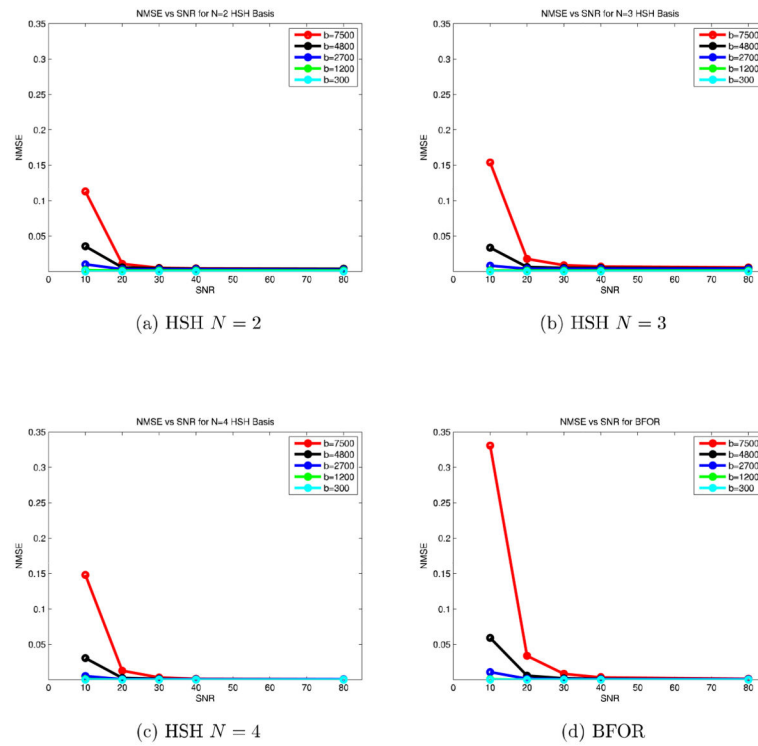 NMSE vs SNR for N=2 HSH Basis
0.35
0.3
0.25
0.2
0.15
0.1
0.05
NMSE
0 10 20 30 40 50 60 70 80
SNR
b=7500
b=4800
b=2700
b=1200
b=300
(a) HSH N = 2
NMSE vs SNR for N=3 HSH Basis
0.35
0.3
0.25
0.2
0.15
0.1
0.05
NMSE
0 10 20 30 40 50 60 70 80
SNR
b=7500
b=4800
b=2700
b=1200
b=300
(b) HSH N = 3
NMSE vs SNR for N=4 HSH Basis
0.35
0.3
0.25
0.2
0.15
0.1
0.05
NMSE
0 10 20 30 40 50 60 70 80
SNR
b=7500
b=4800
b=2700
b=1200
b=300
(c) HSH N = 4
NMSE vs SNR for BFOR
0.35
0.3
0.25
0.2
0.15
0.1
0.05
NMSE
0 10 20 30 40 50 60 70 80
SNR
b=7500
b=4800
b=2700
b=1200
b=300
(d) BFOR